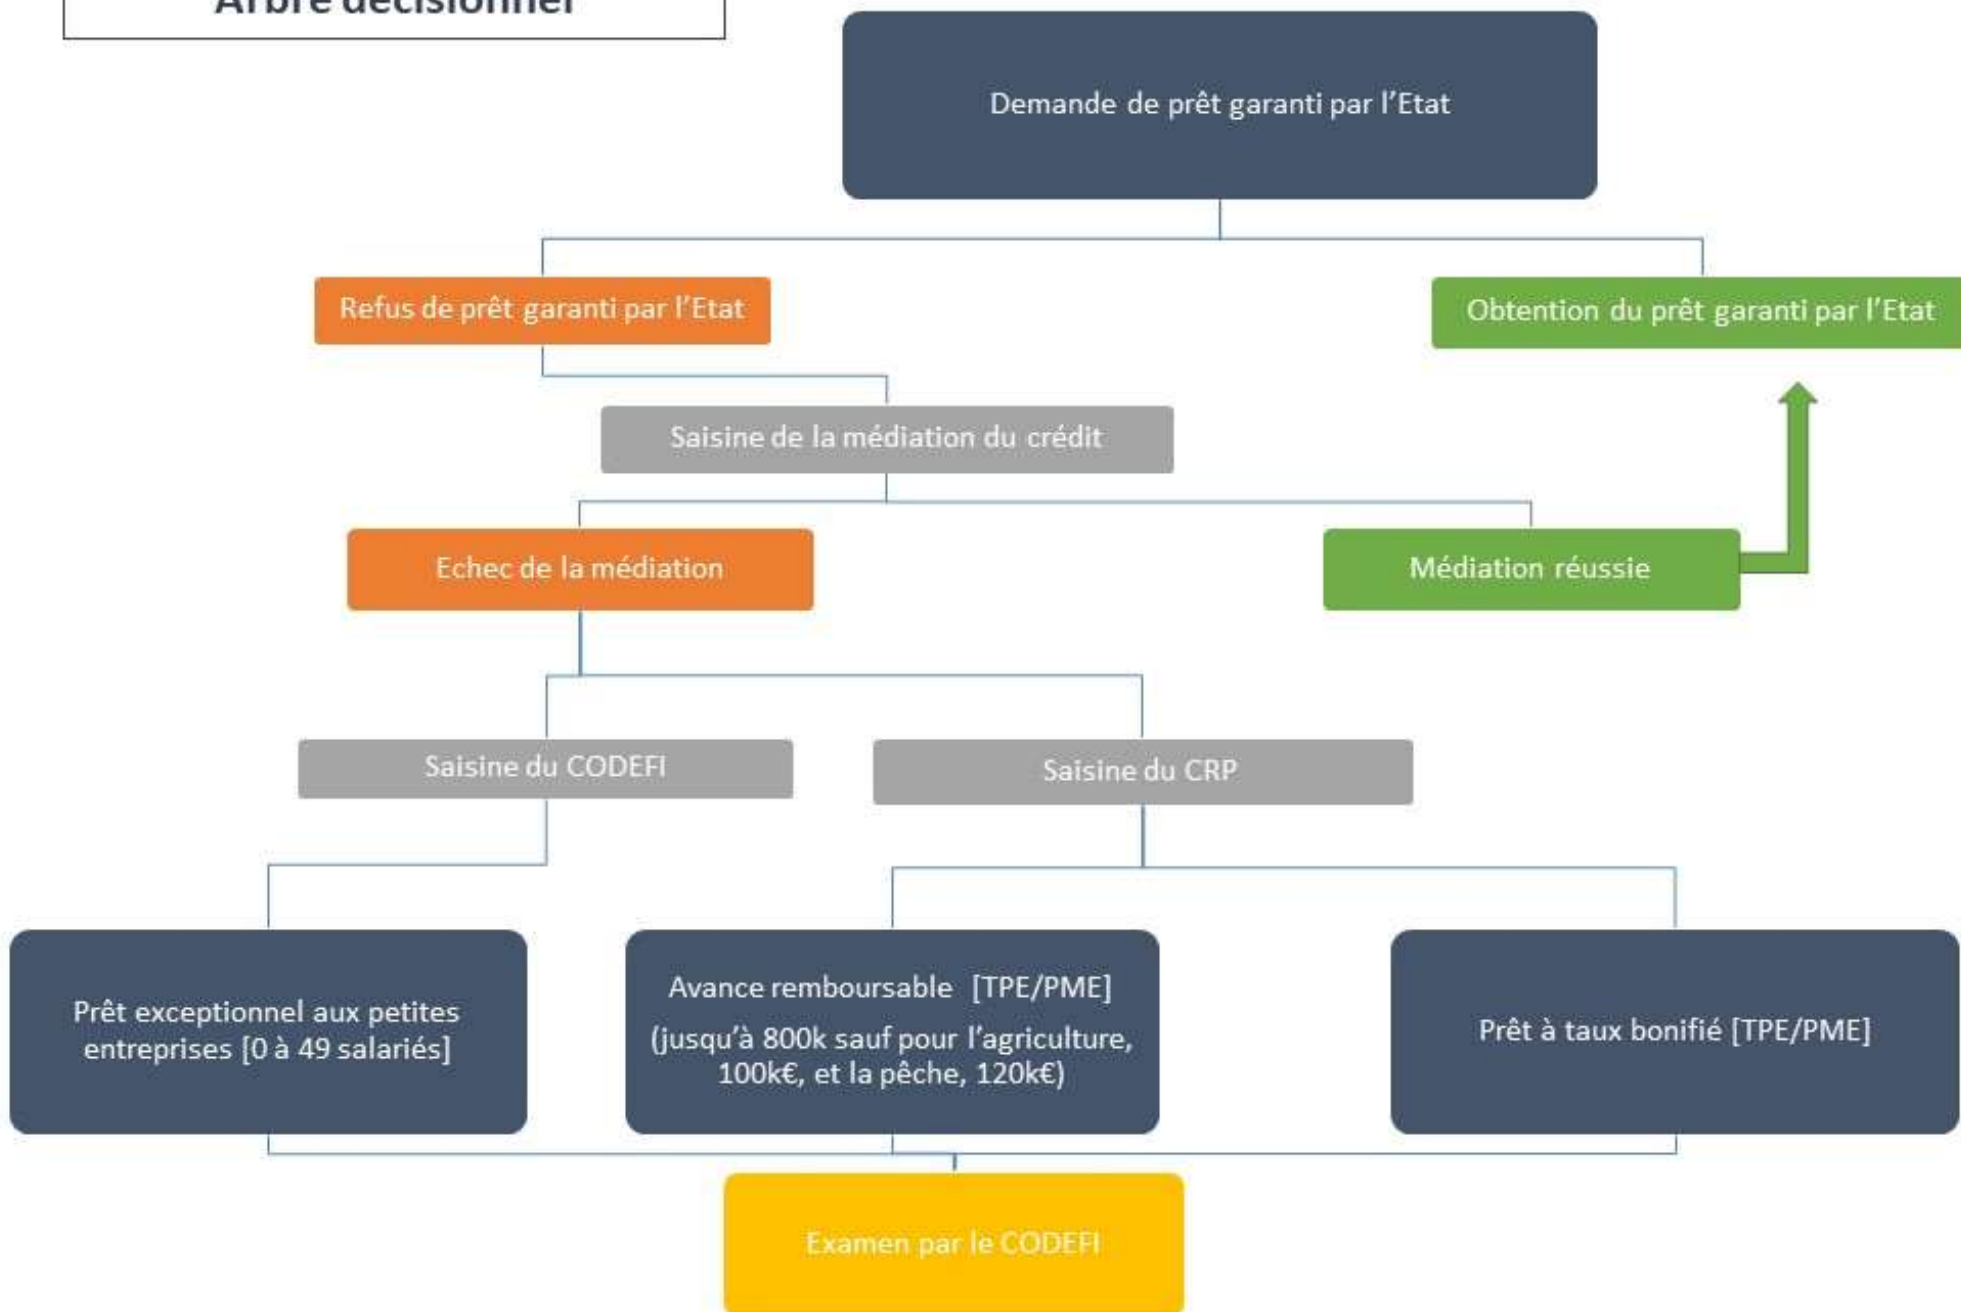 Arbre décisionnel
Demande de prêt garanti par l'Etat
Refus de prêt garanti par l'Etat
Obtention du prêt garanti par l'Etat
Saisine de la médiation du crédit
Echec de la médiation
Médiation réussie
Saisine du CODEFI
Saisine du CRP
Prêt exceptionnel aux petites
entreprises [0 à 49 salariés]
Avance remboursable [TPE/PME]
(jusqu'à 800k sauf pour l'agriculture,
100k€, et la pêche, 120k€)
Prêt à taux bonifié [TPE/PME]
Examen par le CODEFI